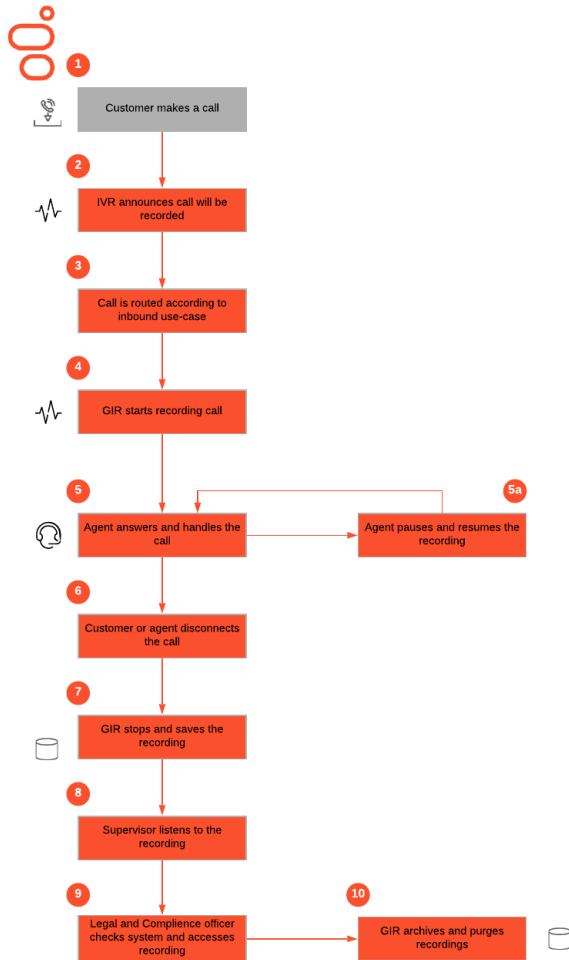 1
Customer makes a call
2
IVR announces call will be
recorded
3
Call is routed according to
inbound use-case
4
GIR starts recording call
5
Agent answers and handles the
call
5a
Agent pauses and resumes the
recording
6
Customer or agent disconnects
the call
7
GIR stops and saves the
recording
8
Supervisor listens to the
recording
9
Legal and Complience officer
checks system and accesses
recording
10
GIR archives and purges
recordings